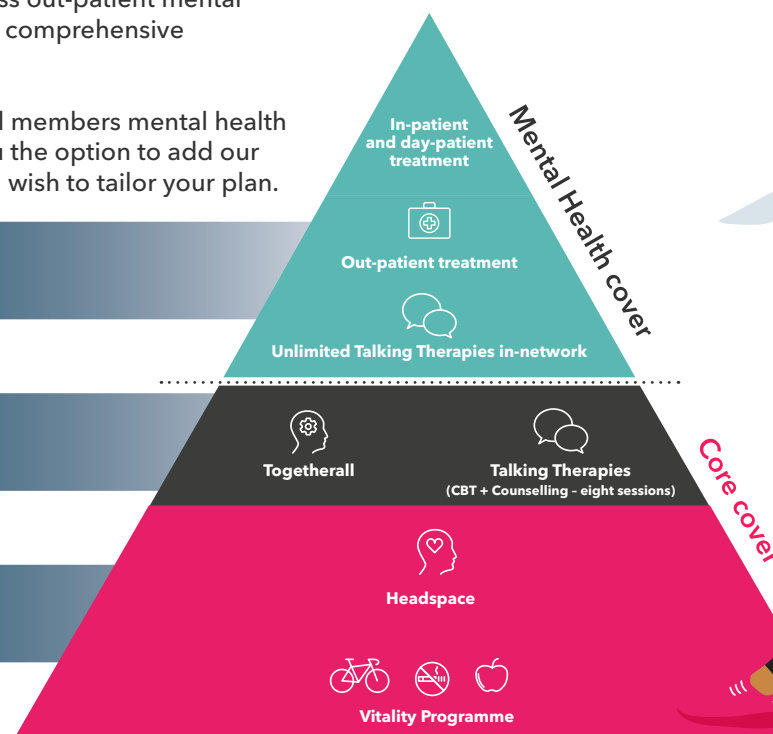 ss out-patient mental
comprehensive
members mental health
the option to add our
wish to tailor your plan.
In-patient
and day-patient
treatment
Mental Health cover
Out-patient treatment
Unlimited Talking Therapies in-network
Togetherall
Talking Therapies
(CBT + Counselling – eight sessions)
Core cover
Headspace
Vitality Programme